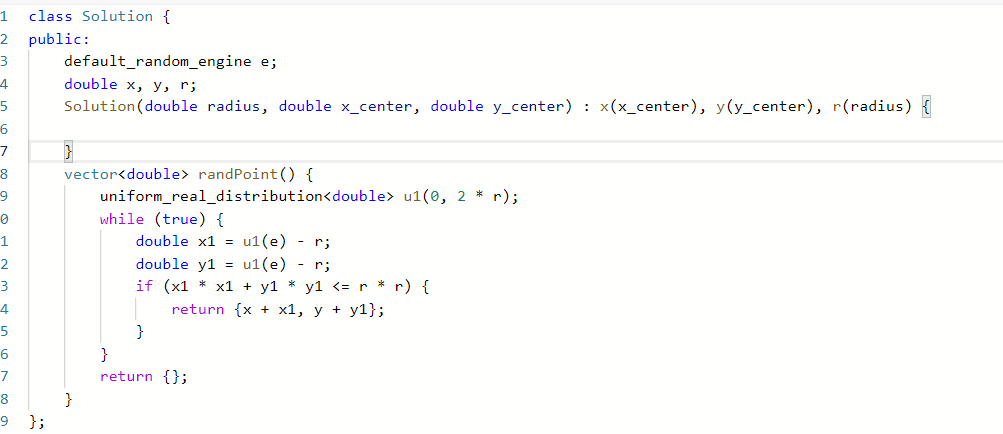 1 class Solution {
2 public:
3     default_random_engine e;
4     double x, y, r;
5     Solution(double radius, double x_center, double y_center) : x(x_center), y(y_center), r(radius) {
6
7     }
8     vector<double> randPoint() {
9         uniform_real_distribution<double> u1(0, 2 * r);
0         while (true) {
1             double x1 = u1(e) - r;
2             double y1 = u1(e) - r;
3             if (x1 * x1 + y1 * y1 <= r * r) {
4                 return {x + x1, y + y1};
5             }
6         }
7         return {};
8     }
9 };